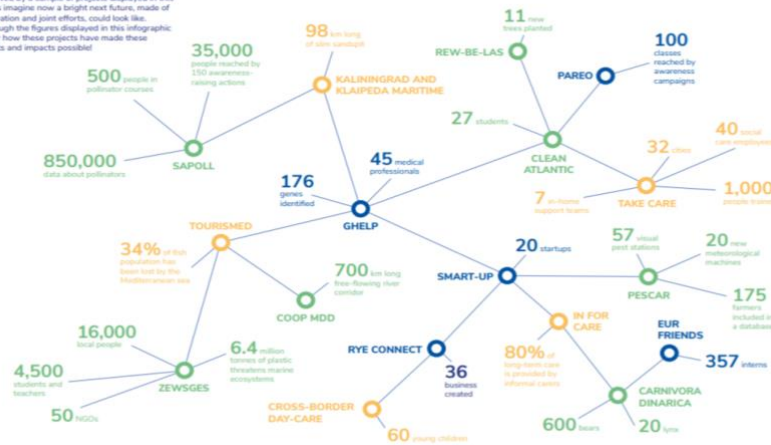 s imagine now a bright next future, made of
ation and joint efforts, could look like.
ugh the figures displayed in this infographic
how these projects have made these
ts and impacts possible!
11 new
trees planted
REW-BE-LAS
98 km long
of slim sandspit
100
classes
reached by
awareness
campaigns
PAREO
35,000
people reached by
150 awareness-
raising actions
500 people in
pollinator courses
KALININGRAD AND
KLAIPEDA MARITIME
27 students
40 social
care employees
32 cities
850,000
data about pollinators
SAPOLL
45 medical
professionals
176
genes
identified
CLEAN
ATLANTIC
1,000
7 in-home
support teams
TAKE CARE
GHELP
TOURISMED
34% of fish
population has
been lost by the
Mediterranean sea
20 startups
57 visual
pest stations
20 new
meteorological
machines
SMART-UP
700 km long
free-flowing river
corridor
COOP MDD
PESCAR
175
farmers
included in
a database
16,000
local people
IN FOR
CARE
EUR
FRIENDS
6.4 million
tonnes of plastic
threatens marine
ecosystems
RYE CONNECT
80% of
long-term care
is provided by
informal carers
357 interns
4,500
students and
teachers
36
business
created
ZEWSGES
CARNIVORA
DINARICA
50 NGOs
CROSS-BORDER
DAY-CARE
600 bears
20 lynx
60 young children